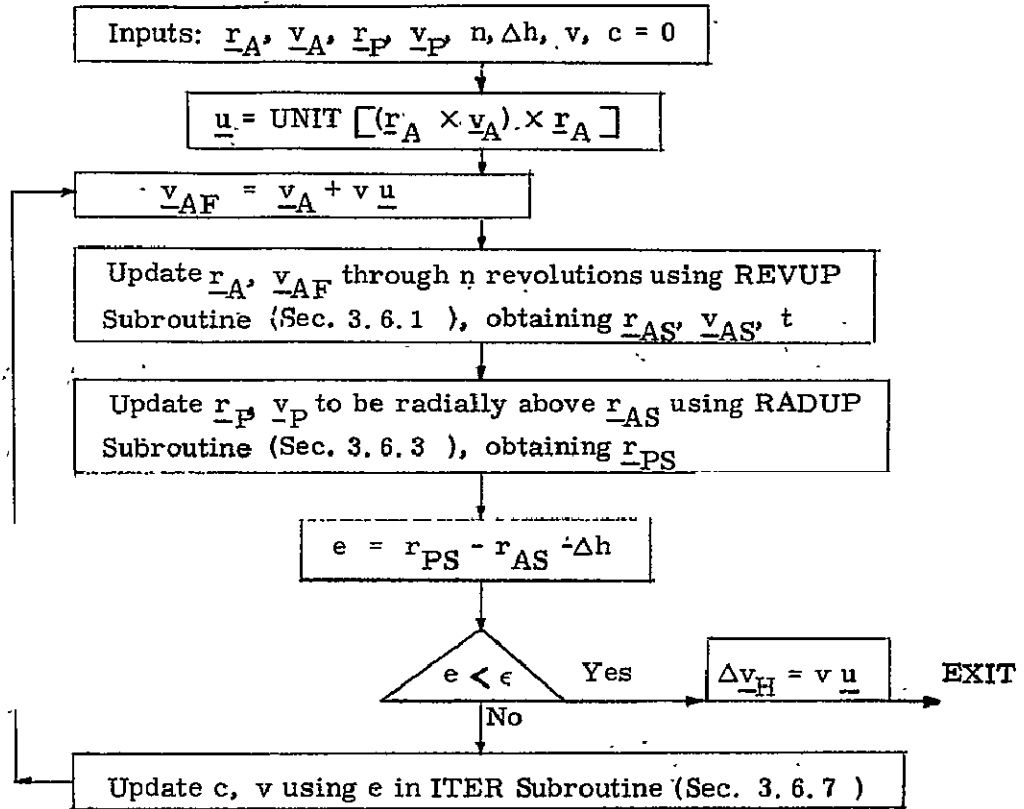 Inputs: r_A, v_A, r_P, v_P, n, Δh, v, c = 0
u = UNIT [(r_A × v_A) × r_A]
v_AF = v_A + v u
Update r_A, v_AF through n revolutions using REVUP
Subroutine (Sec. 3.6.1 ), obtaining r_AS, v_AS, t
Update r_P, v_P to be radially above r_AS using RADUP
Subroutine (Sec. 3.6.3 ), obtaining r_PS
e = r_PS - r_AS - Δh
e < ϵ
Yes
Δv_H = v u
EXIT
No
Update c, v using e in ITER Subroutine (Sec. 3.6.7 )